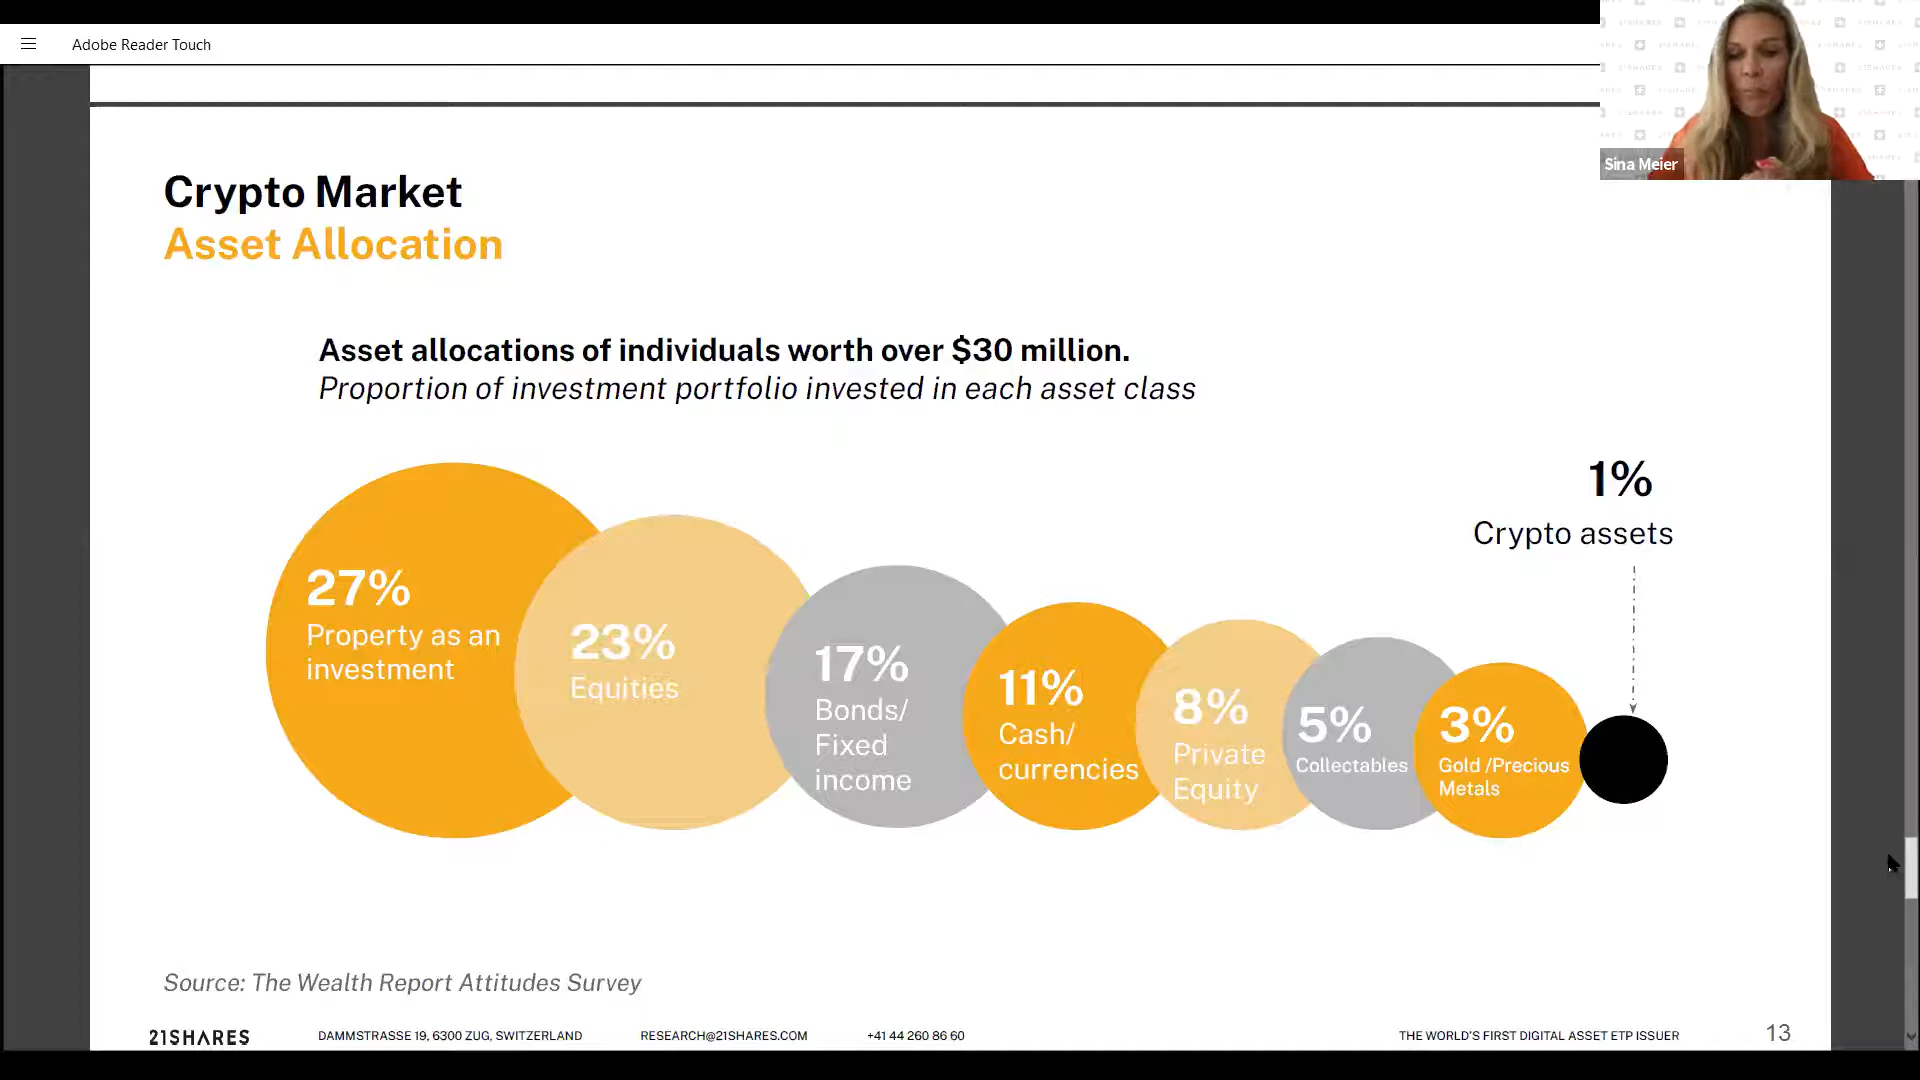 Adobe Reader Touch
Sina Meier
Crypto Market
Asset Allocation
Asset allocations of individuals worth over $30 million.
Proportion of investment portfolio invested in each asset class
1%
Crypto assets
27%
Property as an
investment
23%
Equities
17%
Bonds/
Fixed
income
11%
Cash/
currencies
8%
Private
Equity
5%
Collectables
3%
Gold /Precious
Metals
Source: The Wealth Report Attitudes Survey
21SHARES
DAMMSTRASSE 19, 6300 ZUG, SWITZERLAND
RESEARCH@21SHARES.COM
+41 44 260 86 60
THE WORLD'S FIRST DIGITAL ASSET ETP ISSUER
13